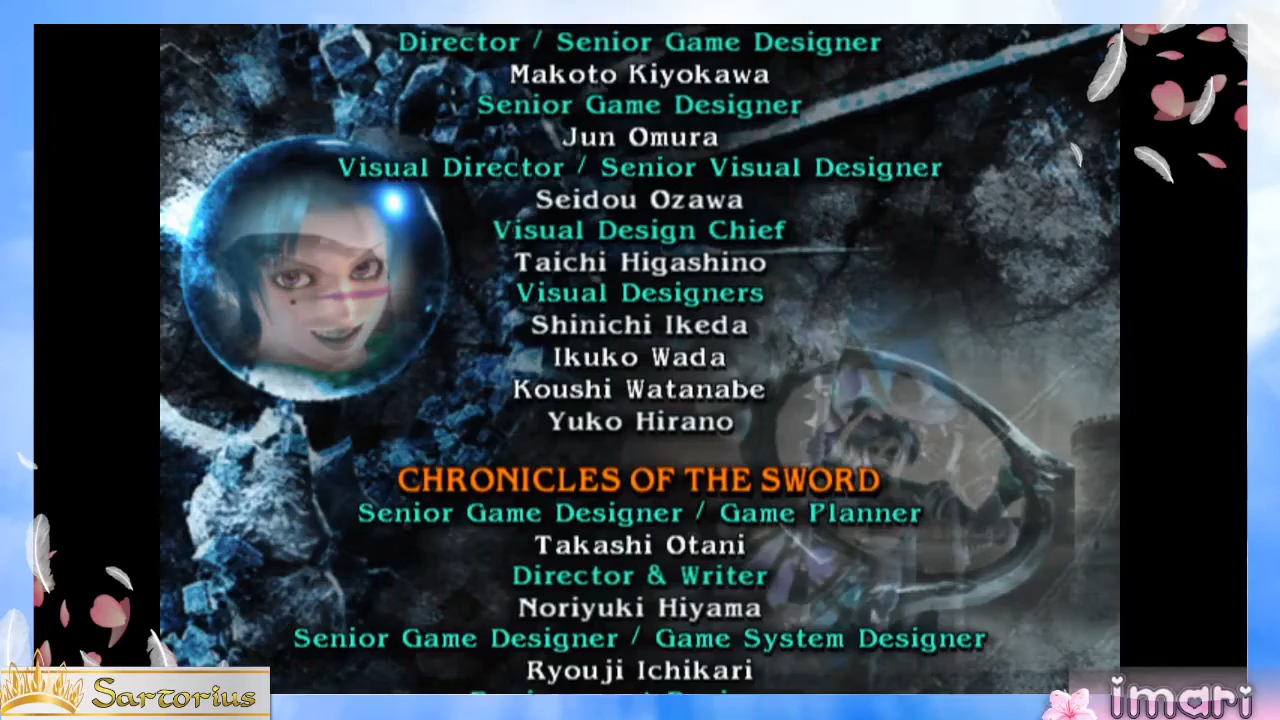 Director / Senior Game Designer
Makoto Kiyokawa
Senior Game Designer
Jun Omura
Visual Director / Senior Visual Designer
Seidou Ozawa
Visual Design Chief
Taichi Higashino
Visual Designers
Shinichi Ikeda
Ikuko Wada
Koushi Watanabe
Yuko Hirano
CHRONICLES OF THE SWORD
Senior Game Designer / Game Planner
Takashi Otani
Director & Writer
Noriyuki Hiyama
Senior Game Designer / Game System Designer
Ryouji Ichikari
Sartorius
imari